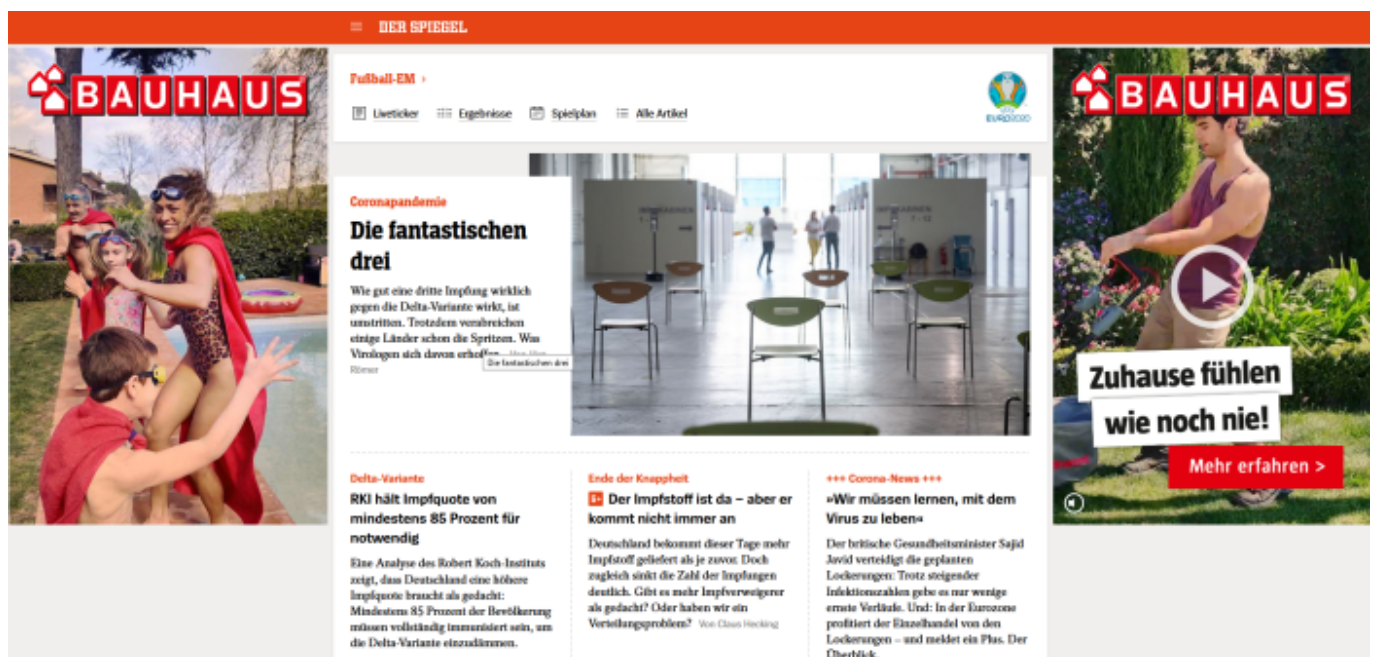 DER SPIEGEL
BAUHAUS
Fußball-EM ›
Liveticker Ergebnisse Spielplan Alle Artikel
EURO2020
BAUHAUS
Coronapandemie
Die fantastischen
drei
Wie gut eine dritte Impfung wirklich
gegen die Delta-Variante wirkt, ist
umstritten. Trotzdem verabreichen
einige Länder schon die Spritzen. Was
Virologen sich davon
Römer
Die fantastischen drei
7 - 12
Zuhause fühlen
wie noch nie!
Mehr erfahren >
Delta-Variante
RKI hält Impfquote von
mindestens 85 Prozent für
notwendig
Eine Analyse des Robert Koch-Instituts
zeigt, dass Deutschland eine höhere
Impfquote braucht als gedacht:
Mindestens 85 Prozent der Bevölkerung
müssen vollständig immunisiert sein, um
die Delta-Variante einzudämmen.
Ende der Knappheit
S+ Der Impfstoff ist da – aber er
kommt nicht immer an
Deutschland bekommt dieser Tage mehr
Impfstoff geliefert als je zuvor. Doch
zugleich sinkt die Zahl der Impfungen
deutlich. Gibt es mehr Impfverweigerer
als gedacht? Oder haben wir ein
Verteilungsproblem? Von Claus Hecking
+++ Corona-News +++
»Wir müssen lernen, mit dem
Virus zu leben«
Der britische Gesundheitsminister Sajid
Javid verteidigt die geplanten
Lockerungen: Trotz steigender
Infektionszahlen gebe es nur wenige
ernste Verläufe. Und: In der Eurozone
profitiert der Einzelhandel von den
Lockerungen – und meldet ein Plus. Der
Überblick.